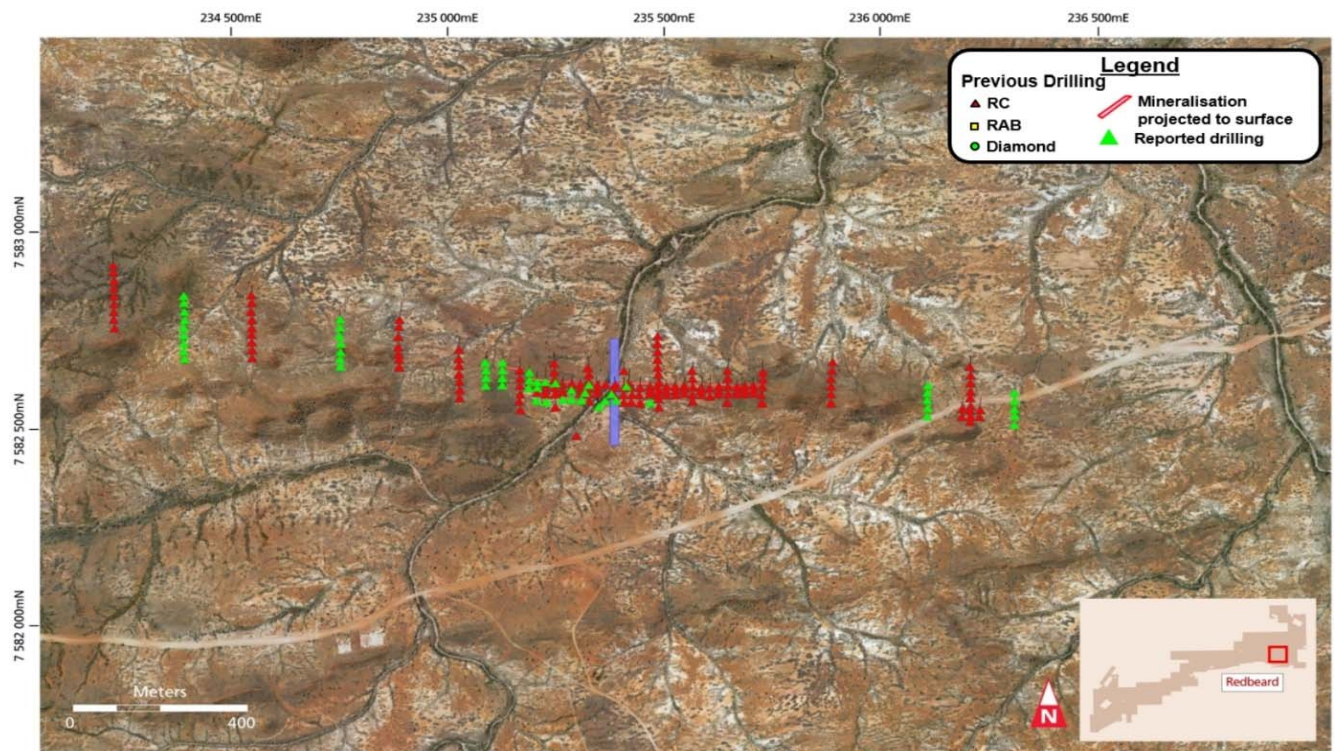 234 500mE 235 000mE 235 500mE 236 000mE 236 500mE
Legend
Previous Drilling
RC
RAB
Diamond
Mineralisation
projected to surface
Reported drilling
7 583 000mN
7 582 500mN
7 582 000mN
Meters
0 400
N
Redbeard